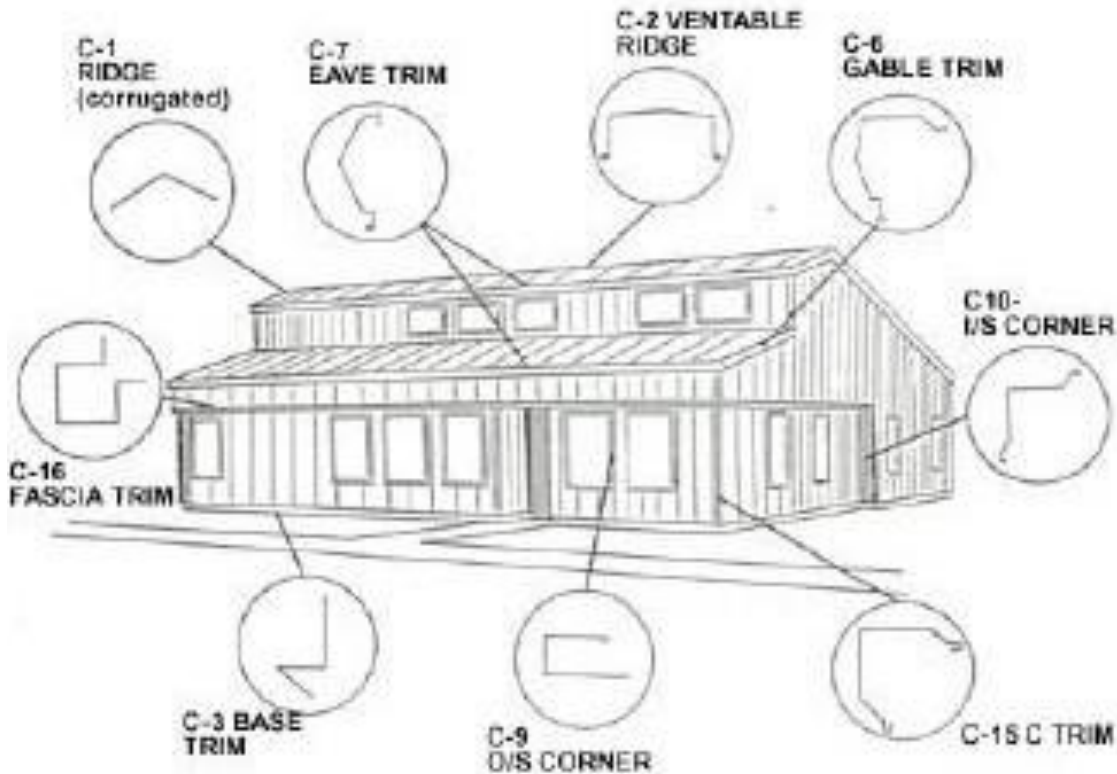 C-1
RIDGE
(corrugated)
C-7
EAVE TRIM
C-2 VENTABLE
RIDGE
C-6
GABLE TRIM
C10-
I/S CORNER
C-16
FASCIA TRIM
C-3 BASE
TRIM
C-9
O/S CORNER
C-15 C TRIM